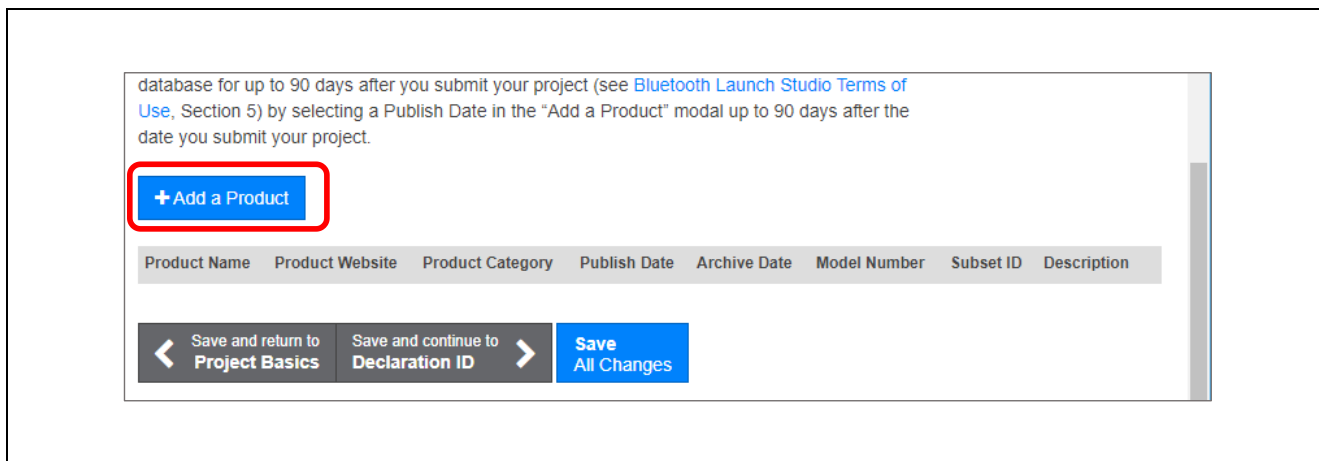 database for up to 90 days after you submit your project (see Bluetooth Launch Studio Terms of
Use, Section 5) by selecting a Publish Date in the “Add a Product” modal up to 90 days after the
date you submit your project.
+ Add a Product
Product Name Product Website Product Category Publish Date Archive Date Model Number Subset ID Description
Save and return to
Project Basics
Save and continue to
Declaration ID
Save
All Changes